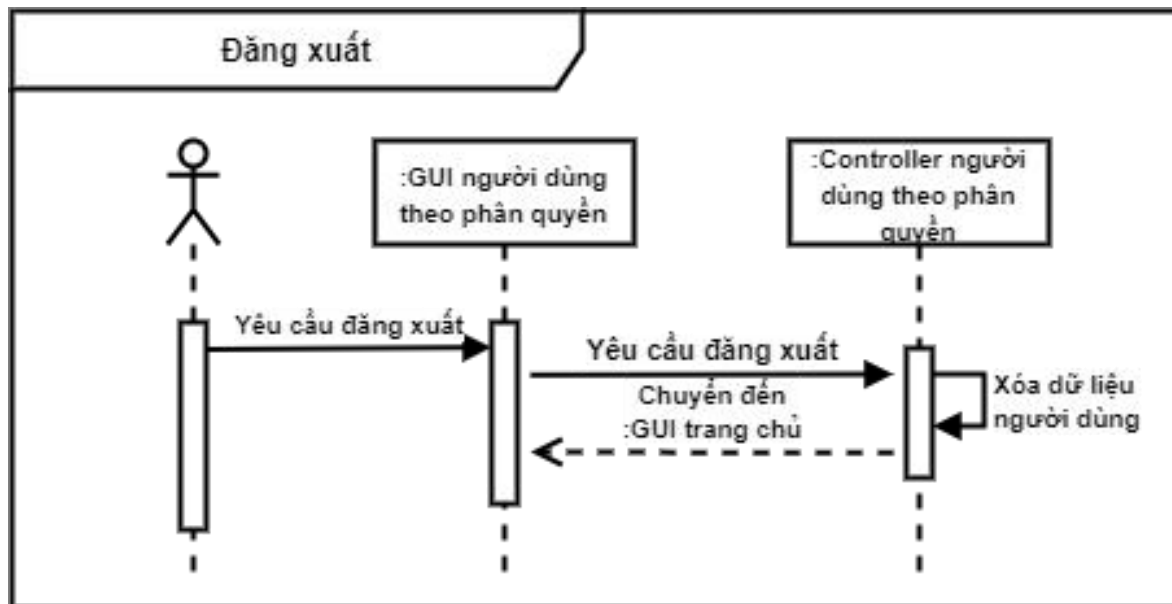 Đăng xuất
:GUI người dùng
theo phân quyền
:Controller người
dùng theo phân
quyền
Yêu cầu đăng xuất
Yêu cầu đăng xuất
Xóa dữ liệu
người dùng
Chuyển đến
:GUI trang chủ